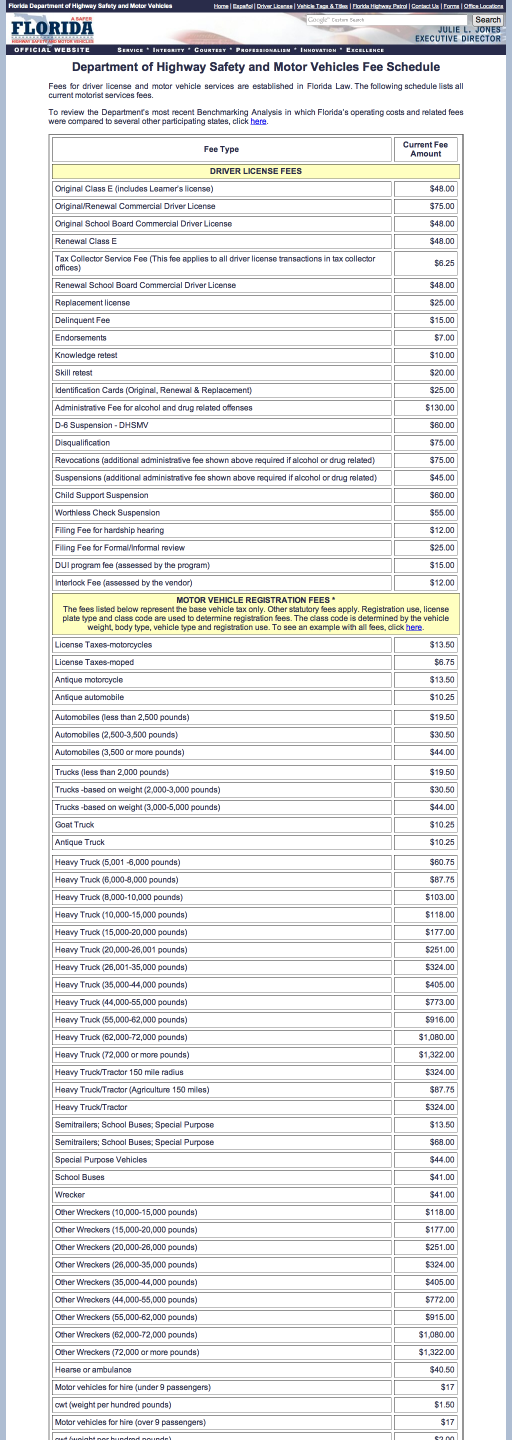 Florida Department of Highway Safety and Motor Vehicles
Home | Español | Driver License | Vehicle Tags & Titles | Florida Highway Patrol | Contact Us | Forms | Office Locations
A SAFER
FLORIDA
HIGHWAY SAFETY AND MOTOR VEHICLES
Google™ Custom Search
Search
JULIE L. JONES
EXECUTIVE DIRECTOR
OFFICIAL WEBSITE
SERVICE * INTEGRITY * COURTESY * PROFESSIONALISM * INNOVATION * EXCELLENCE
Department of Highway Safety and Motor Vehicles Fee Schedule
Fees for driver license and motor vehicle services are established in Florida Law. The following schedule lists all
current motorist services fees.
To review the Department's most recent Benchmarking Analysis in which Florida's operating costs and related fees
were compared to several other participating states, click here.
Fee Type
Current Fee
Amount
DRIVER LICENSE FEES
Original Class E (includes Learner's license) $48.00
Original/Renewal Commercial Driver License $75.00
Original School Board Commercial Driver License $48.00
Renewal Class E $48.00
Tax Collector Service Fee (This fee applies to all driver license transactions in tax collector
offices) $6.25
Renewal School Board Commercial Driver License $48.00
Replacement license $25.00
Delinquent Fee $15.00
Endorsements $7.00
Knowledge retest $10.00
Skill retest $20.00
Identification Cards (Original, Renewal & Replacement) $25.00
Administrative Fee for alcohol and drug related offenses $130.00
D-6 Suspension - DHSMV $60.00
Disqualification $75.00
Revocations (additional administrative fee shown above required if alcohol or drug related) $75.00
Suspensions (additional administrative fee shown above required if alcohol or drug related) $45.00
Child Support Suspension $60.00
Worthless Check Suspension $55.00
Filing Fee for hardship hearing $12.00
Filing Fee for Formal/Informal review $25.00
DUI program fee (assessed by the program) $15.00
Interlock Fee (assessed by the vendor) $12.00
MOTOR VEHICLE REGISTRATION FEES *
The fees listed below represent the base vehicle tax only. Other statutory fees apply. Registration use, license
plate type and class code are used to determine registration fees. The class code is determined by the vehicle
weight, body type, vehicle type and registration use. To see an example with all fees, click here.
License Taxes-motorcycles $13.50
License Taxes-moped $6.75
Antique motorcycle $13.50
Antique automobile $10.25
Automobiles (less than 2,500 pounds) $19.50
Automobiles (2,500-3,500 pounds) $30.50
Automobiles (3,500 or more pounds) $44.00
Trucks (less than 2,000 pounds) $19.50
Trucks -based on weight (2,000-3,000 pounds) $30.50
Trucks -based on weight (3,000-5,000 pounds) $44.00
Goat Truck $10.25
Antique Truck $10.25
Heavy Truck (5,001 -6,000 pounds) $60.75
Heavy Truck (6,000-8,000 pounds) $87.75
Heavy Truck (8,000-10,000 pounds) $103.00
Heavy Truck (10,000-15,000 pounds) $118.00
Heavy Truck (15,000-20,000 pounds) $177.00
Heavy Truck (20,000-26,001 pounds) $251.00
Heavy Truck (26,001-35,000 pounds) $324.00
Heavy Truck (35,000-44,000 pounds) $405.00
Heavy Truck (44,000-55,000 pounds) $773.00
Heavy Truck (55,000-62,000 pounds) $916.00
Heavy Truck (62,000-72,000 pounds) $1,080.00
Heavy Truck (72,000 or more pounds) $1,322.00
Heavy Truck/Tractor 150 mile radius $324.00
Heavy Truck/Tractor (Agriculture 150 miles) $87.75
Heavy Truck/Tractor $324.00
Semitrailers; School Buses; Special Purpose $13.50
Semitrailers; School Buses; Special Purpose $68.00
Special Purpose Vehicles $44.00
School Buses $41.00
Wrecker $41.00
Other Wreckers (10,000-15,000 pounds) $118.00
Other Wreckers (15,000-20,000 pounds) $177.00
Other Wreckers (20,000-26,000 pounds) $251.00
Other Wreckers (26,000-35,000 pounds) $324.00
Other Wreckers (35,000-44,000 pounds) $405.00
Other Wreckers (44,000-55,000 pounds) $772.00
Other Wreckers (55,000-62,000 pounds) $915.00
Other Wreckers (62,000-72,000 pounds) $1,080.00
Other Wreckers (72,000 or more pounds) $1,322.00
Hearse or ambulance $40.50
Motor vehicles for hire (under 9 passengers) $17
cwt (weight per hundred pounds) $1.50
Motor vehicles for hire (over 9 passengers) $17
cwt (weight per hundred pounds) $2.00